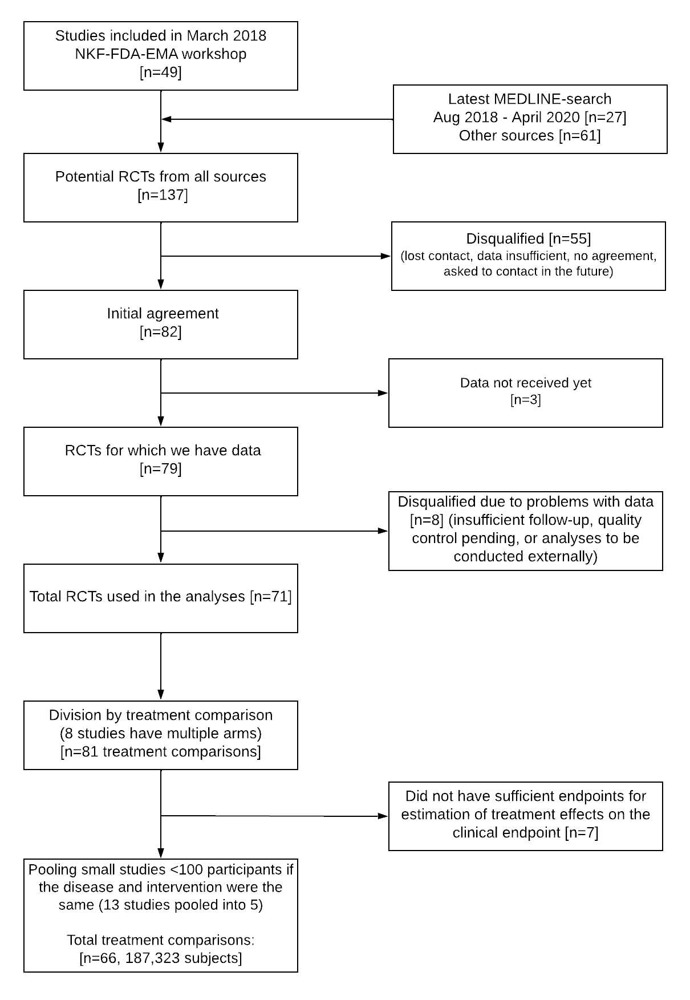 Studies included in March 2018
NKF-FDA-EMA workshop
[n=49]
Latest MEDLINE-search
Aug 2018 - April 2020 [n=27]
Other sources [n=61]
Potential RCTs from all sources
[n=137]
Disqualified [n=55]
(lost contact, data insufficient, no agreement,
asked to contact in the future)
Initial agreement
[n=82]
Data not received yet
[n=3]
RCTs for which we have data
[n=79]
Disqualified due to problems with data
[n=8] (insufficient follow-up, quality
control pending, or analyses to be
conducted externally)
Total RCTs used in the analyses [n=71]
Division by treatment comparison
(8 studies have multiple arms)
[n=81 treatment comparisons]
Did not have sufficient endpoints for
estimation of treatment effects on the
clinical endpoint [n=7]
Pooling small studies <100 participants if
the disease and intervention were the
same (13 studies pooled into 5)
Total treatment comparisons:
[n=66, 187,323 subjects]